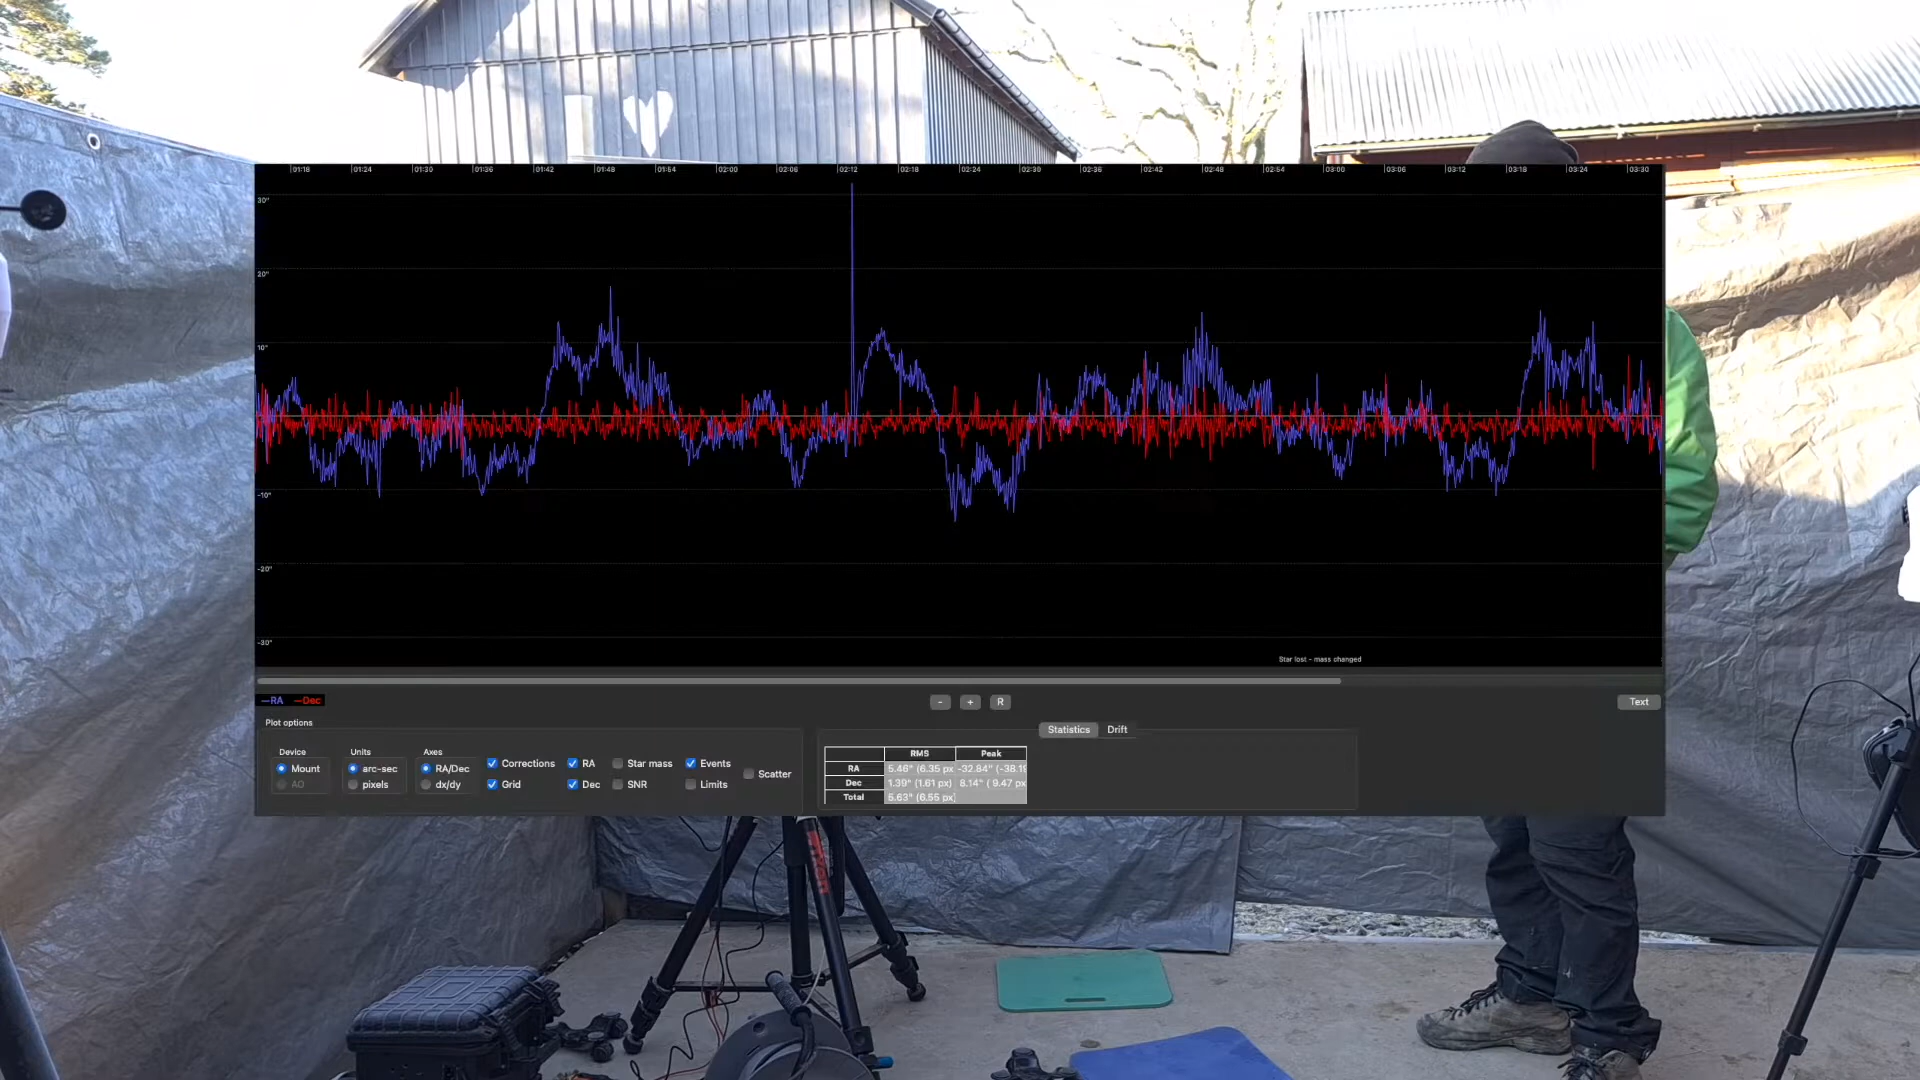 01:18 01:24 01:30 01:36 01:42 01:48 01:54 02:00 02:06 02:12 02:18 02:24 02:30 02:36 02:42 02:48 02:54 03:00 03:06 03:12 03:18 03:24 03:30
30"
20"
10"
-10"
-20"
-30"
Star lost - mass changed
—RA —Dec
- + R
Text
Plot options
Statistics Drift
Device Units Axes
Mount arc-sec RA/Dec Corrections RA Star mass Events Scatter
AO pixels dx/dy Grid Dec SNR Limits
RMS Peak
RA 5.46" (6.35 px -32.84" (-38.19
Dec 1.39" (1.61 px) 8.14" ( 9.47 px
Total 5.63" (6.55 px)